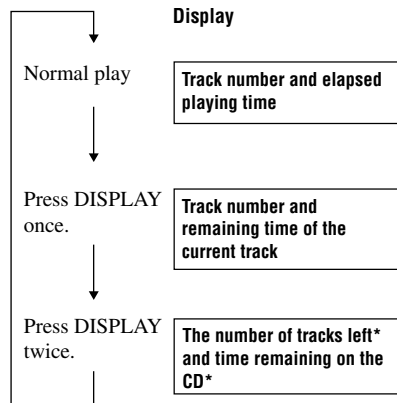 Display
Normal play
Track number and elapsed
playing time
Press DISPLAY
once.
Track number and
remaining time of the
current track
Press DISPLAY
twice.
The number of tracks left*
and time remaining on the
CD*